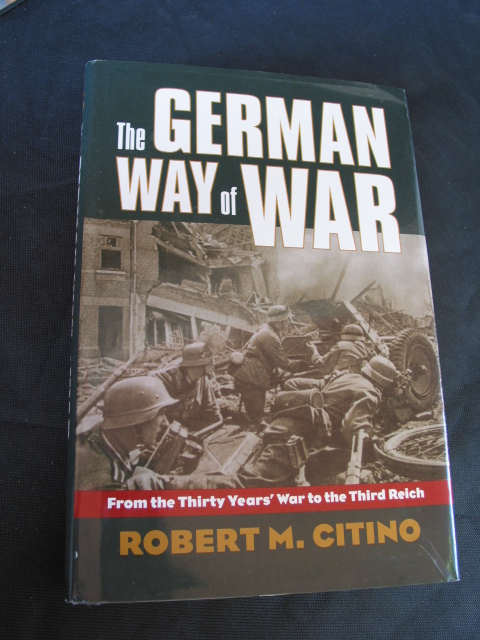 The GERMAN
WAY of WAR
From the Thirty Years' War to the Third Reich
ROBERT M. CITINO